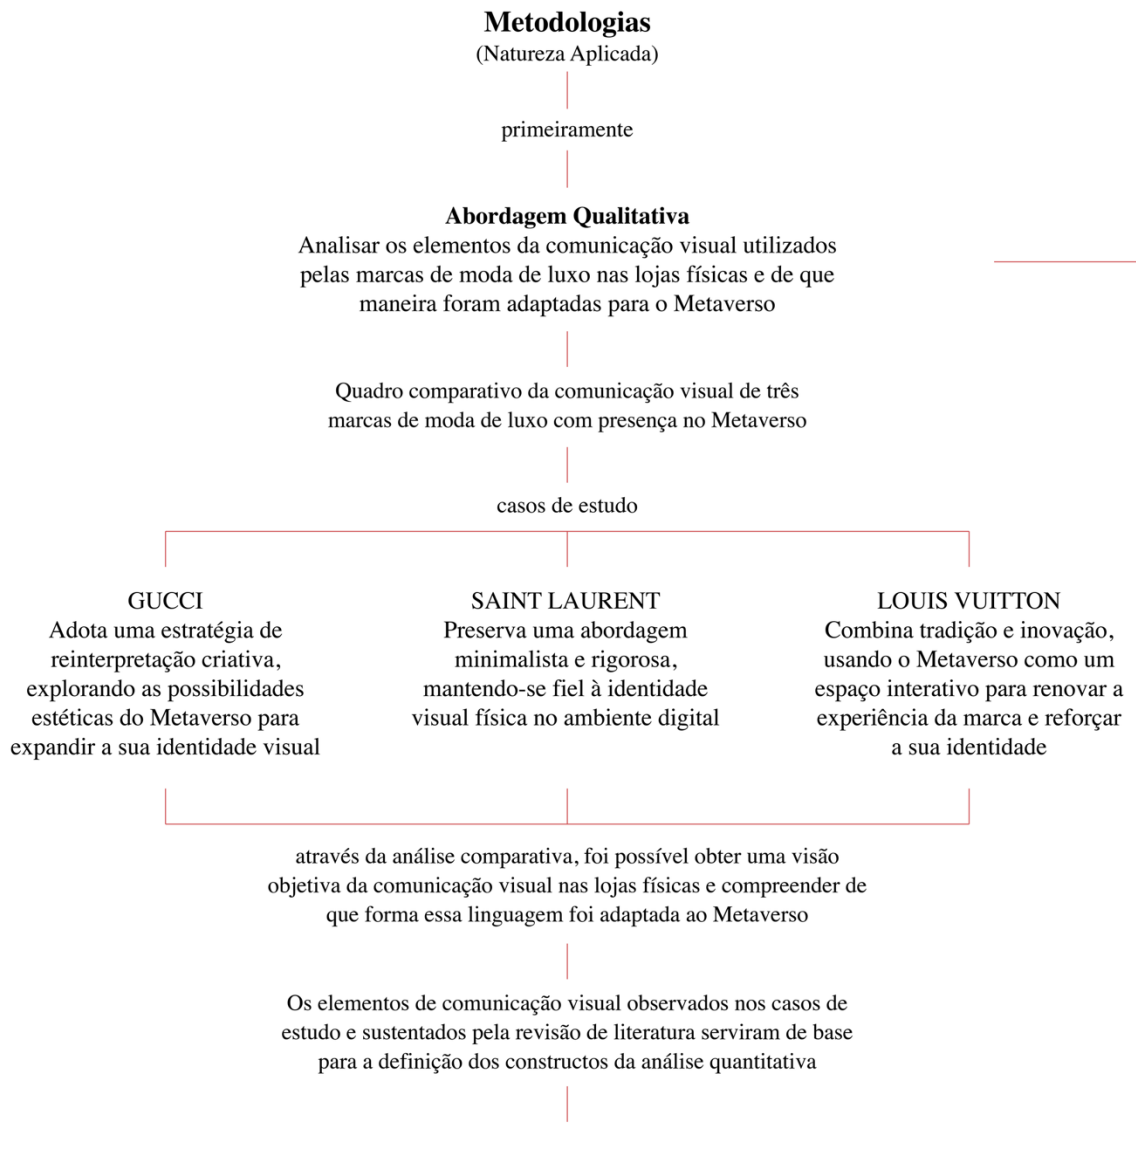 Metodologias
(Natureza Aplicada)
primeiramente
Abordagem Qualitativa
Analisar os elementos da comunicação visual utilizados
pelas marcas de moda de luxo nas lojas físicas e de que
maneira foram adaptadas para o Metaverso
Quadro comparativo da comunicação visual de três
marcas de moda de luxo com presença no Metaverso
casos de estudo
GUCCI
Adota uma estratégia de
reinterpretação criativa,
explorando as possibilidades
estéticas do Metaverso para
expandir a sua identidade visual
SAINT LAURENT
Preserva uma abordagem
minimalista e rigorosa,
mantendo-se fiel à identidade
visual física no ambiente digital
LOUIS VUITTON
Combina tradição e inovação,
usando o Metaverso como um
espaço interativo para renovar a
experiência da marca e reforçar
a sua identidade
através da análise comparativa, foi possível obter uma visão
objetiva da comunicação visual nas lojas físicas e compreender de
que forma essa linguagem foi adaptada ao Metaverso
Os elementos de comunicação visual observados nos casos de
estudo e sustentados pela revisão de literatura serviram de base
para a definição dos constructos da análise quantitativa